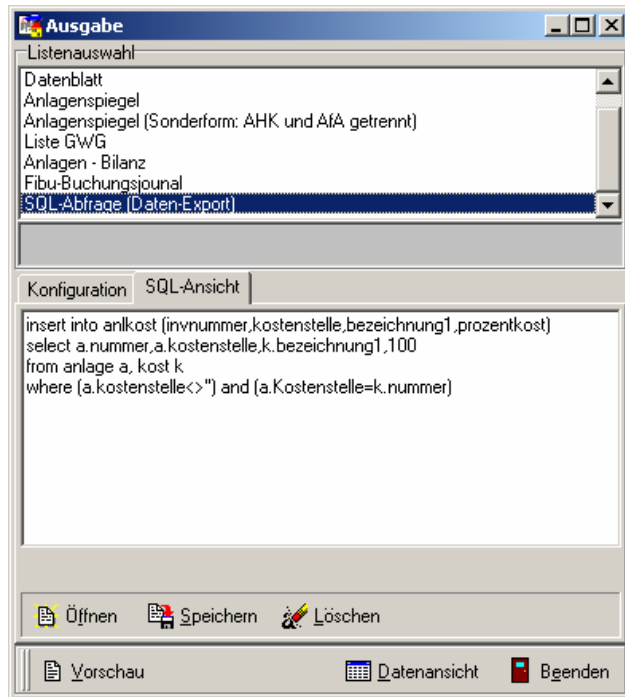 Ausgabe
Listenauswahl
Datenblatt
Anlagenspiegel
Anlagenspiegel (Sonderform: AHK und AfA getrennt)
Liste GWG
Anlagen - Bilanz
Fibu-Buchungsjounal
SQL-Abfrage (Daten-Export)
Konfiguration SQL-Ansicht
insert into anlkost (invnummer,kostenstelle,bezeichnung1,prozentkost)
select a.nummer,a.kostenstelle,k.bezeichnung1,100
from anlage a, kost k
where (a.kostenstelle<>'') and (a.Kostenstelle=k.nummer)
Öffnen Speichern Löschen
Vorschau Datenansicht Beenden